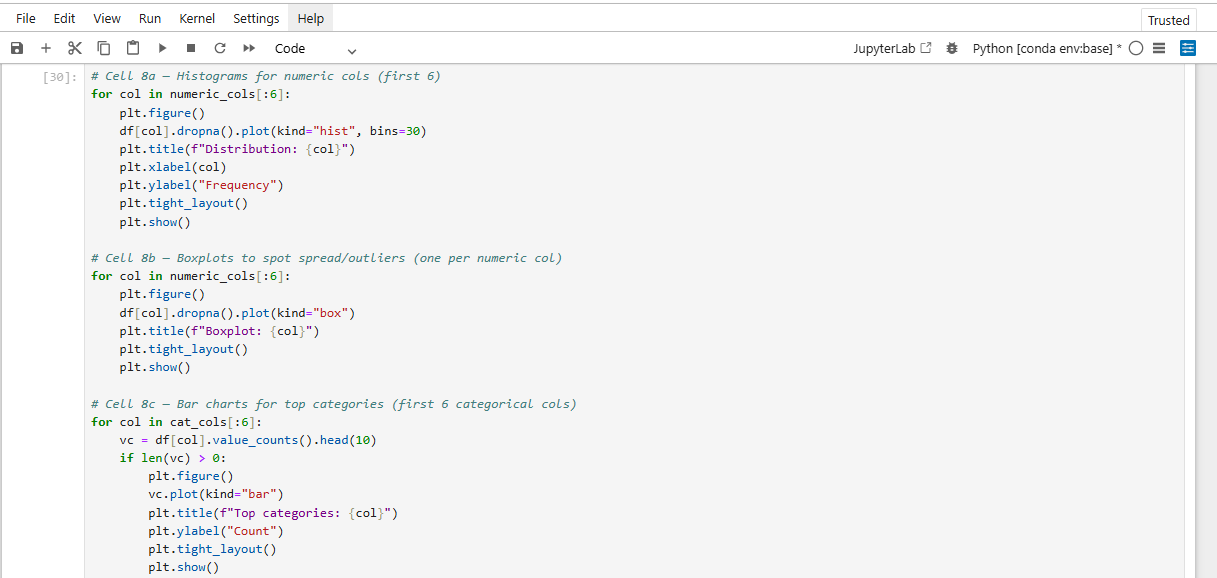 File Edit View Run Kernel Settings Help
Trusted
Code
JupyterLab
Python [conda env:base] *
[30]:
# Cell 8a — Histograms for numeric cols (first 6)
for col in numeric_cols[:6]:
    plt.figure()
    df[col].dropna().plot(kind="hist", bins=30)
    plt.title(f"Distribution: {col}")
    plt.xlabel(col)
    plt.ylabel("Frequency")
    plt.tight_layout()
    plt.show()
# Cell 8b — Boxplots to spot spread/outliers (one per numeric col)
for col in numeric_cols[:6]:
    plt.figure()
    df[col].dropna().plot(kind="box")
    plt.title(f"Boxplot: {col}")
    plt.tight_layout()
    plt.show()
# Cell 8c — Bar charts for top categories (first 6 categorical cols)
for col in cat_cols[:6]:
    vc = df[col].value_counts().head(10)
    if len(vc) > 0:
        plt.figure()
        vc.plot(kind="bar")
        plt.title(f"Top categories: {col}")
        plt.ylabel("Count")
        plt.tight_layout()
        plt.show()